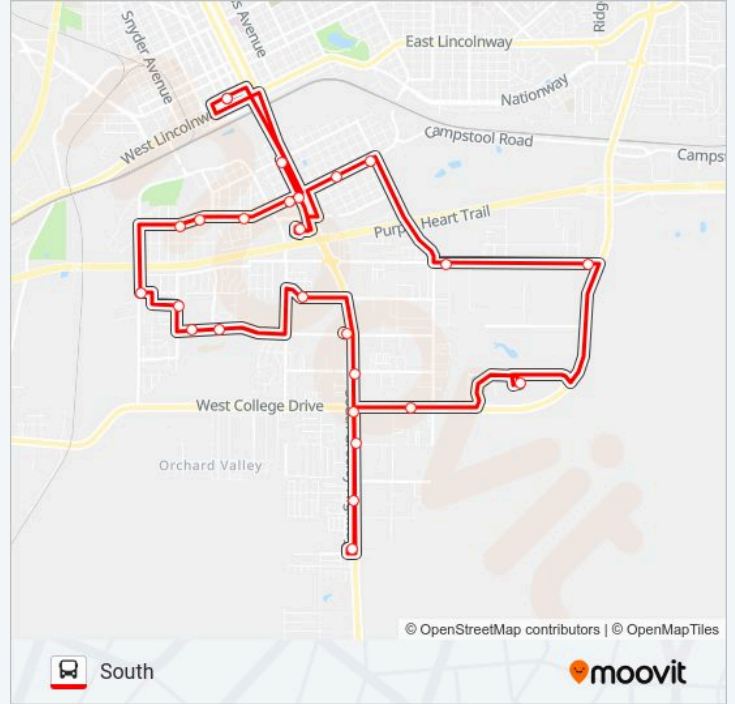 Snyder Avenue
s Avenue
East Lincolnway
Ridg
Nationway
West Lincolnw
Campstool Road
Camps
Purp Heart Trail
West College Drive
Orchard Valley
© OpenStreetMap contributors | © OpenMapTiles
South
moovit